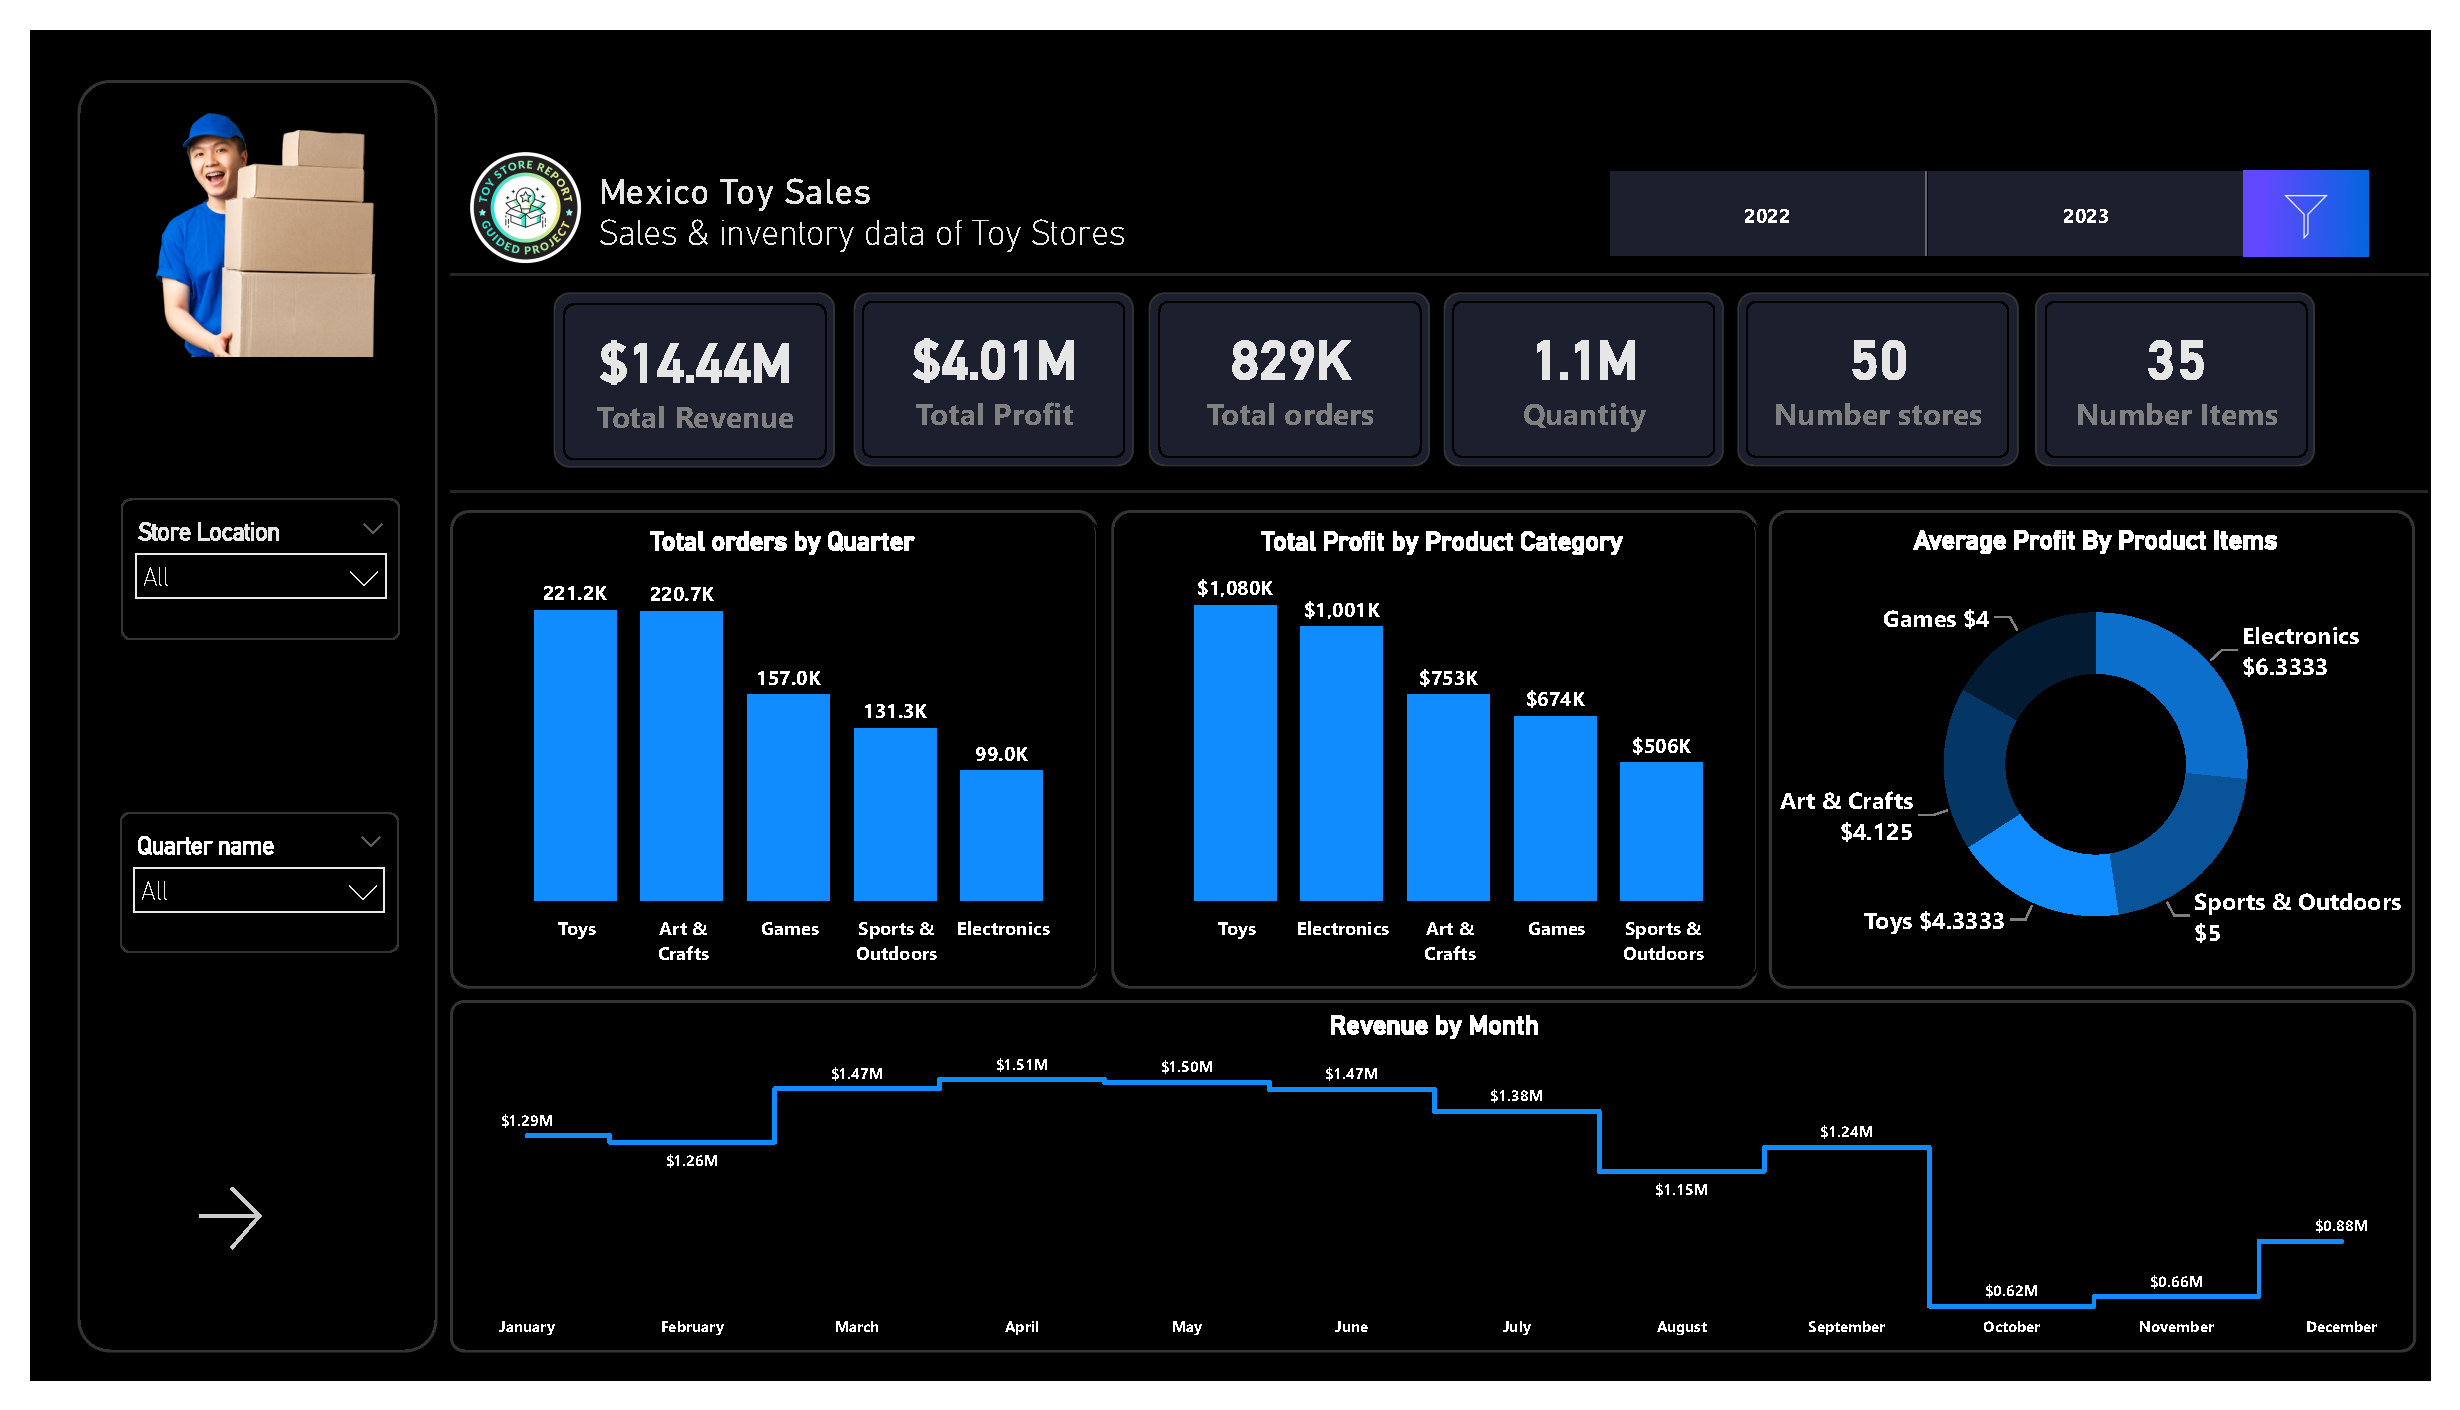 TOY STORE REPORT
GUIDED PROJECT
Mexico Toy Sales
Sales & inventory data of Toy Stores
2022
2023
$14.44M
Total Revenue
$4.01M
Total Profit
829K
Total orders
1.1M
Quantity
50
Number stores
35
Number Items
Store Location
All
Quarter name
All
Total orders by Quarter
221.2K
220.7K
157.0K
131.3K
99.0K
Toys
Art &
Crafts
Games
Sports &
Outdoors
Electronics
Total Profit by Product Category
$1,080K
$1,001K
$753K
$674K
$506K
Toys
Electronics
Art &
Crafts
Games
Sports &
Outdoors
Average Profit By Product Items
Games $4
Electronics
$6.3333
Art & Crafts
$4.125
Toys $4.3333
Sports & Outdoors
$5
Revenue by Month
$1.29M
$1.26M
$1.47M
$1.51M
$1.50M
$1.47M
$1.38M
$1.15M
$1.24M
$0.62M
$0.66M
$0.88M
January
February
March
April
May
June
July
August
September
October
November
December